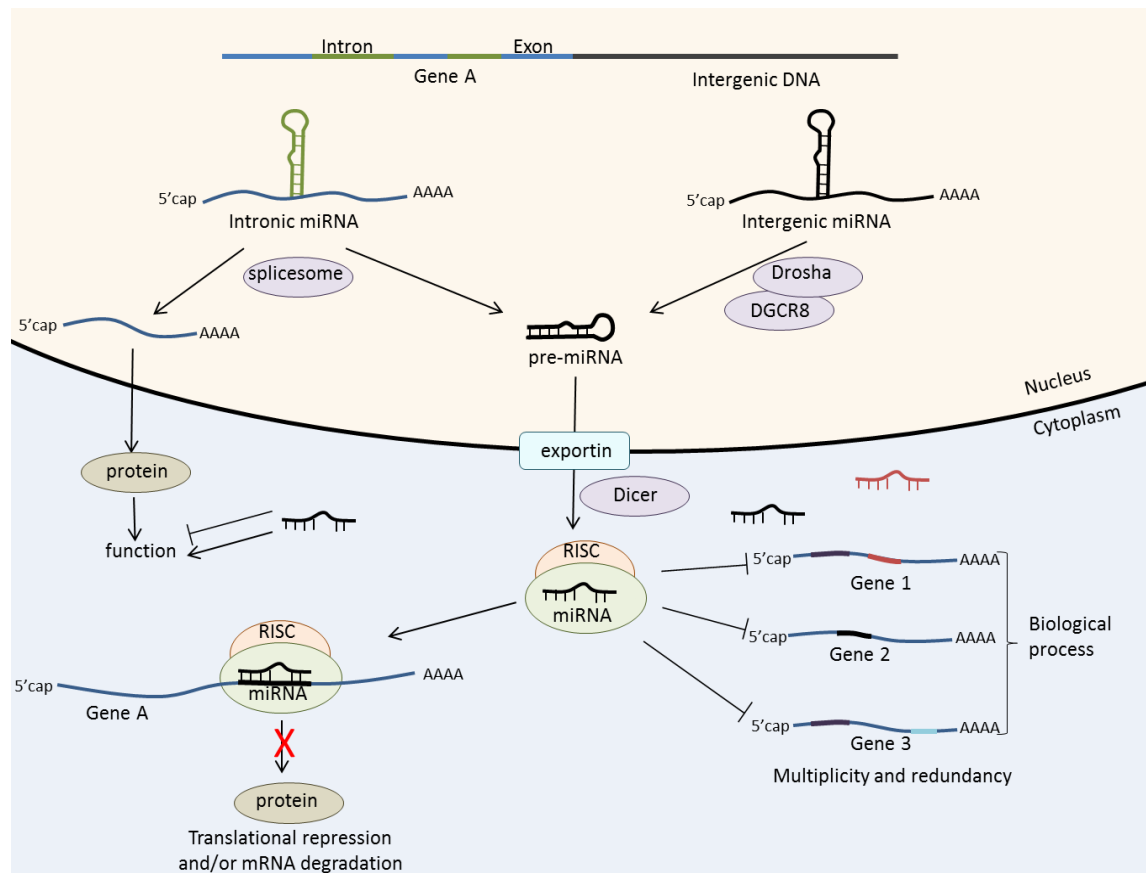 Intron
Exon
Gene A
Intergenic DNA
5'cap
AAAA
Intronic miRNA
5'cap
AAAA
Intergenic miRNA
splicesome
Drosha
DGCR8
5'cap
AAAA
pre-miRNA
Nucleus
Cytoplasm
exportin
protein
Dicer
function
RISC
miRNA
5'cap
AAAA
Gene 1
5'cap
AAAA
Gene 2
5'cap
AAAA
Gene 3
Biological
process
Multiplicity and redundancy
RISC
miRNA
5'cap
AAAA
Gene A
X
protein
Translational repression
and/or mRNA degradation